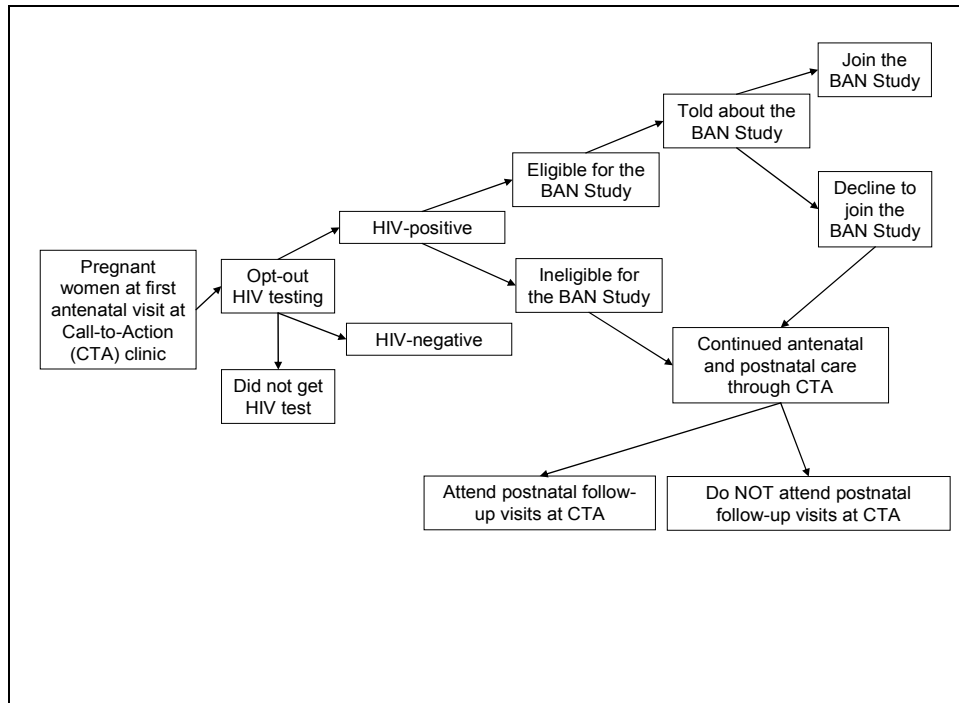 Pregnant
women at first
antenatal visit at
Call-to-Action
(CTA) clinic
Opt-out
HIV testing
Did not get
HIV test
HIV-positive
HIV-negative
Eligible for the
BAN Study
Ineligible for
the BAN Study
Told about the
BAN Study
Join the
BAN Study
Decline to
join the
BAN Study
Continued antenatal
and postnatal care
through CTA
Attend postnatal follow-
up visits at CTA
Do NOT attend postnatal
follow-up visits at CTA